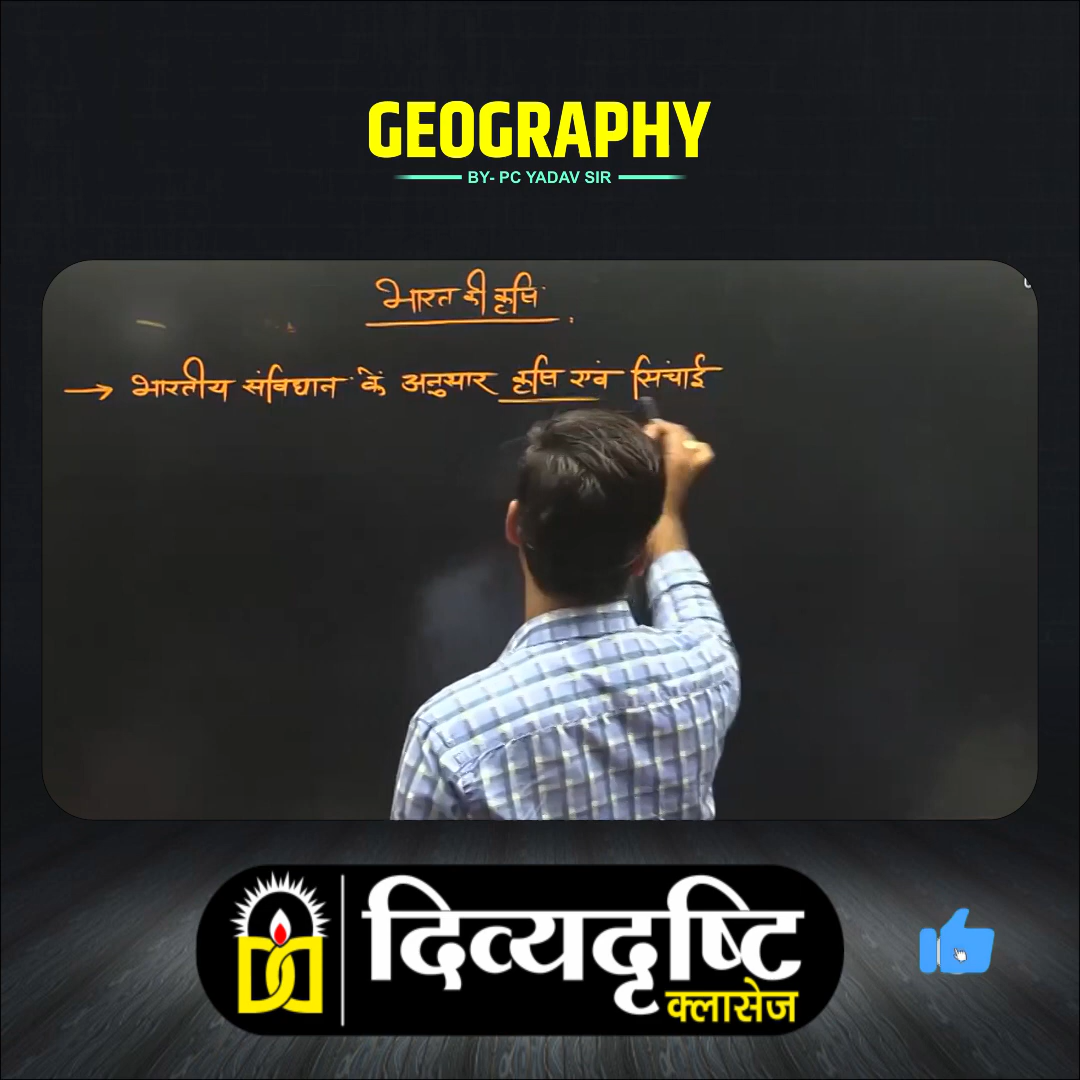 GEOGRAPHY
BY- PC YADAV SIR
भारत की कृषि
→ भारतीय संविधान के अनुसार कृषि एवं सिंचाई
दिव्यदृष्टि
क्लासेज